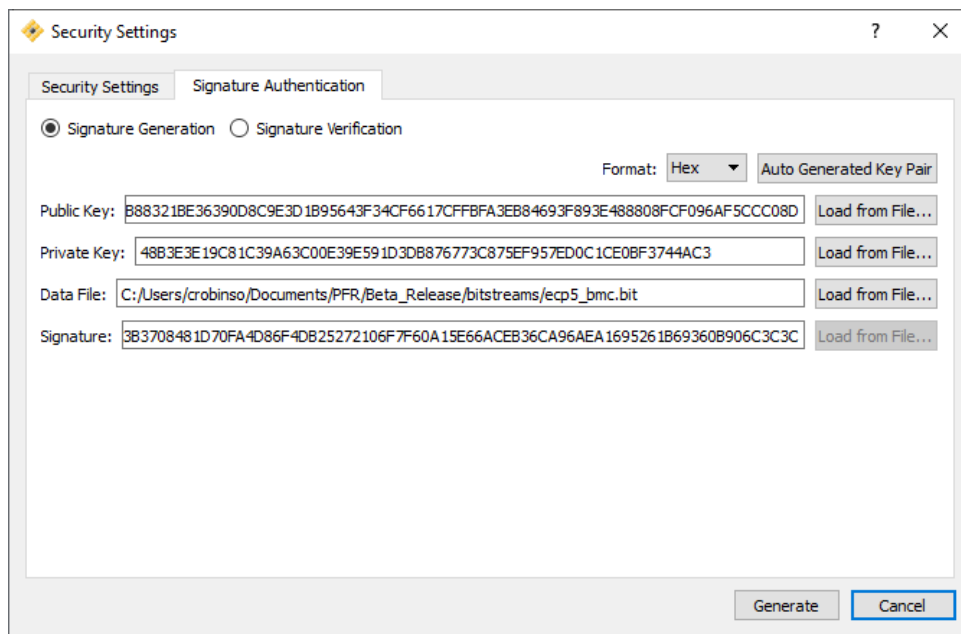 Security Settings
?
Security Settings
Signature Authentication
Signature Generation
Signature Verification
Format: Hex
Auto Generated Key Pair
Public Key: B88321BE36390D8C9E3D1B95643F34CF6617CFFBFA3EB84693F893E488808FCF096AF5CCC08D Load from File...
Private Key: 48B3E3E19C81C39A63C00E39E591D3DB876773C875EF957ED0C1CE0BF3744AC3 Load from File...
Data File: C:/Users/crobinso/Documents/PFR/Beta_Release/bitstreams/ecp5_bmc.bit Load from File...
Signature: 3B3708481D70FA4D86F4DB25272106F7F60A15E66ACEB36CA96AEA1695261B69360B906C3C3C Load from File...
Generate
Cancel